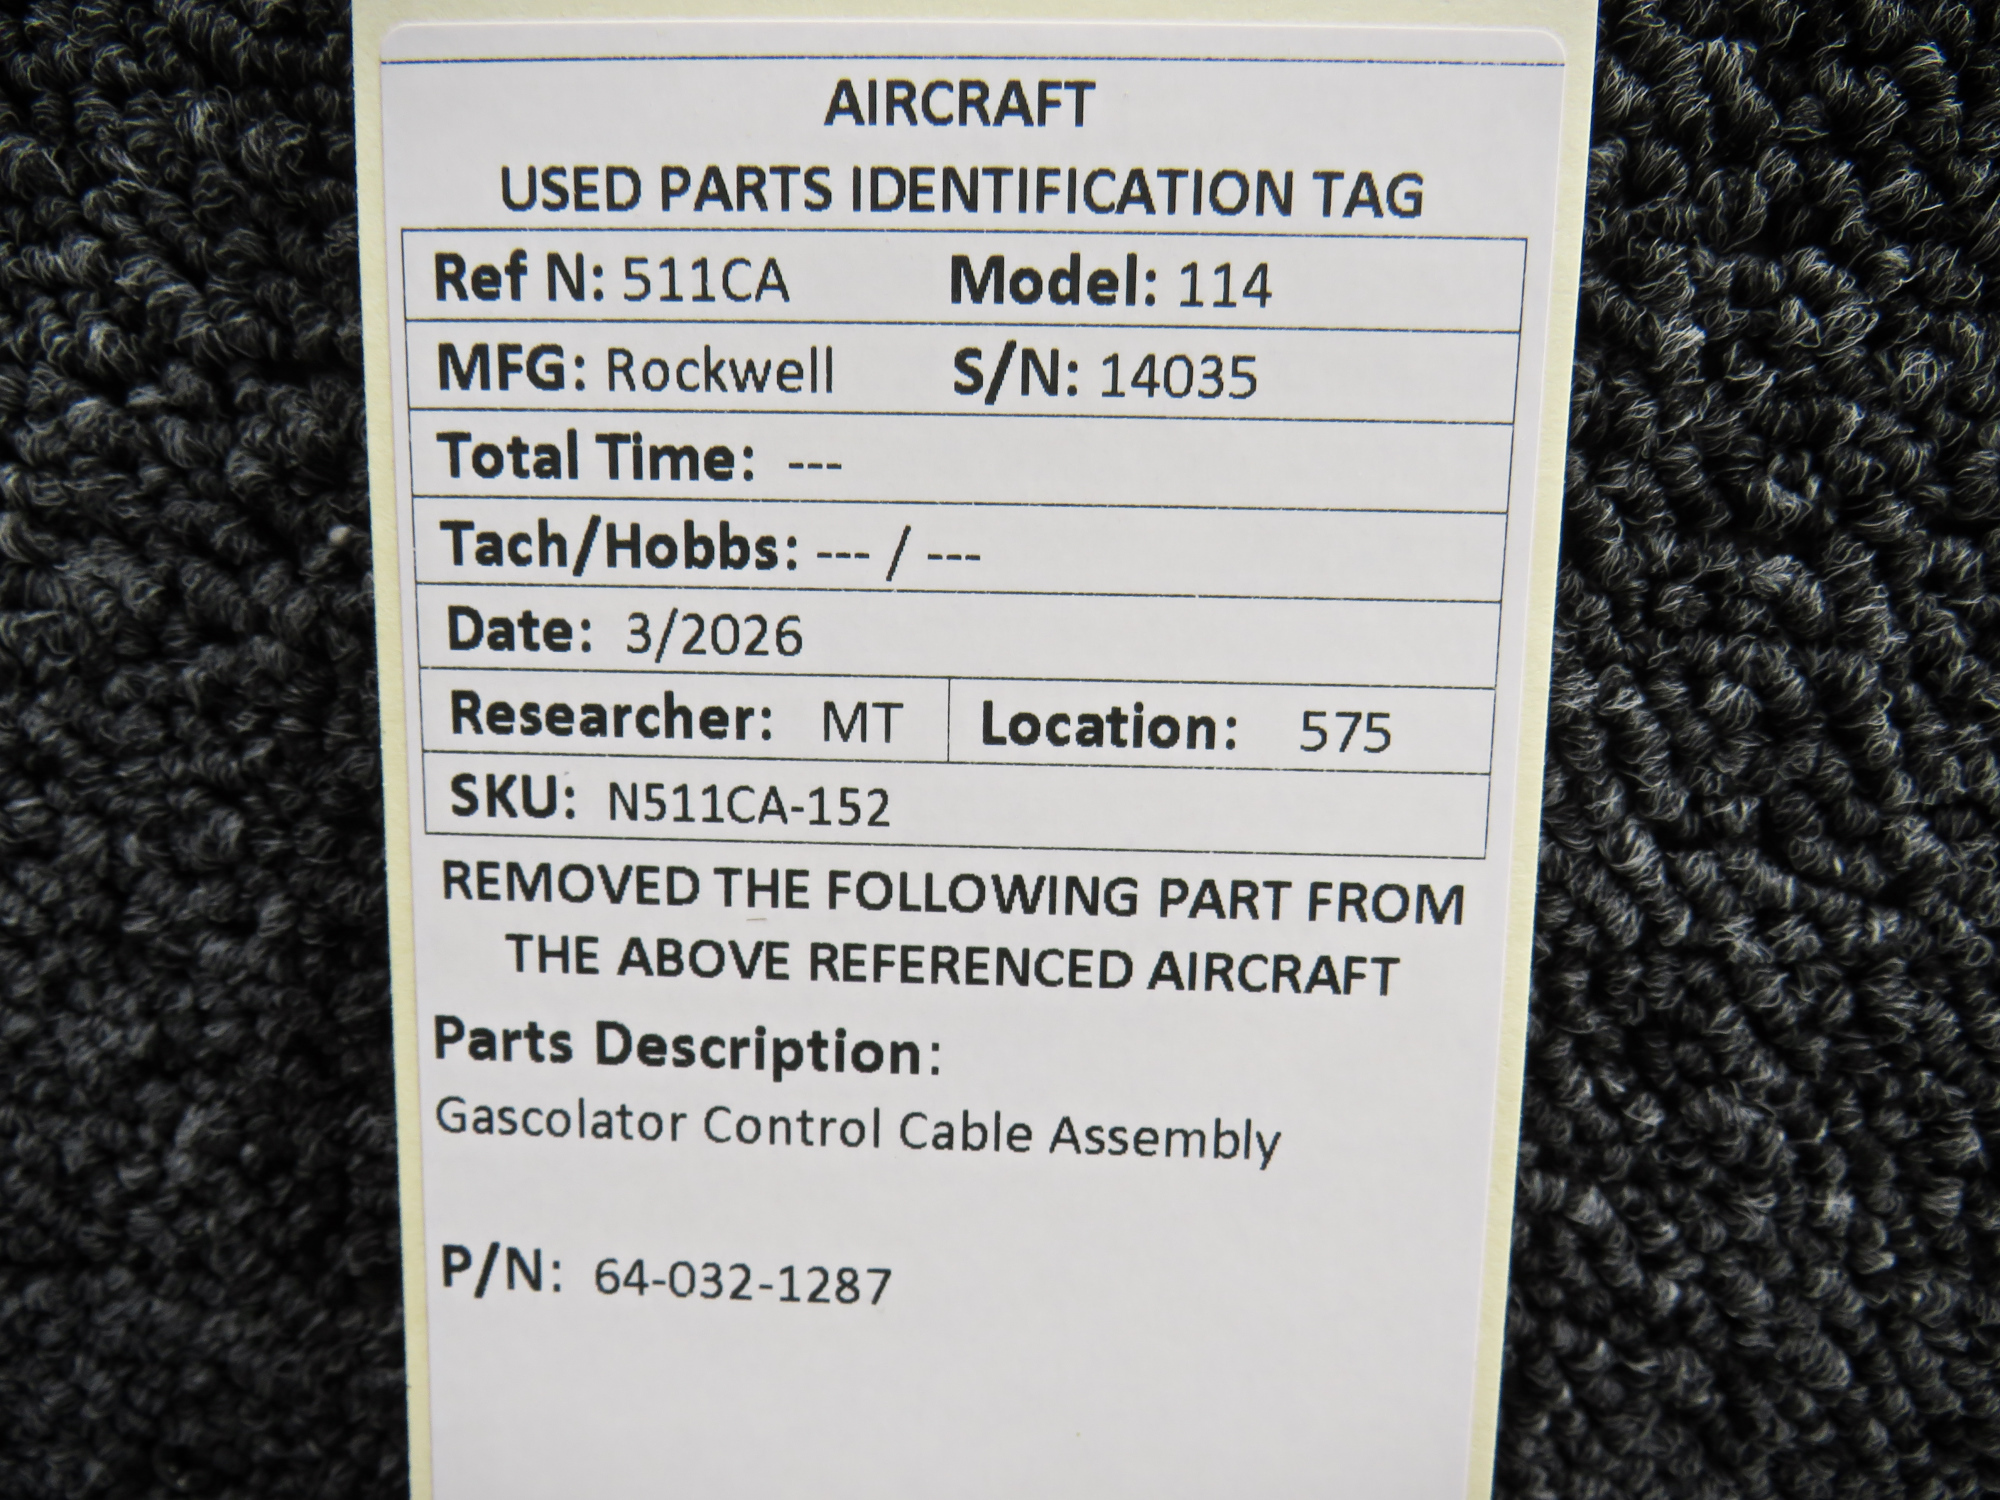 AIRCRAFT
USED PARTS IDENTIFICATION TAG
Ref N: 511CA Model: 114
MFG: Rockwell S/N: 14035
Total Time: ---
Tach/Hobbs: --- / ---
Date: 3/2026
Researcher: MT Location: 575
SKU: N511CA-152
REMOVED THE FOLLOWING PART FROM
THE ABOVE REFERENCED AIRCRAFT
Parts Description:
Gascolator Control Cable Assembly
P/N: 64-032-1287